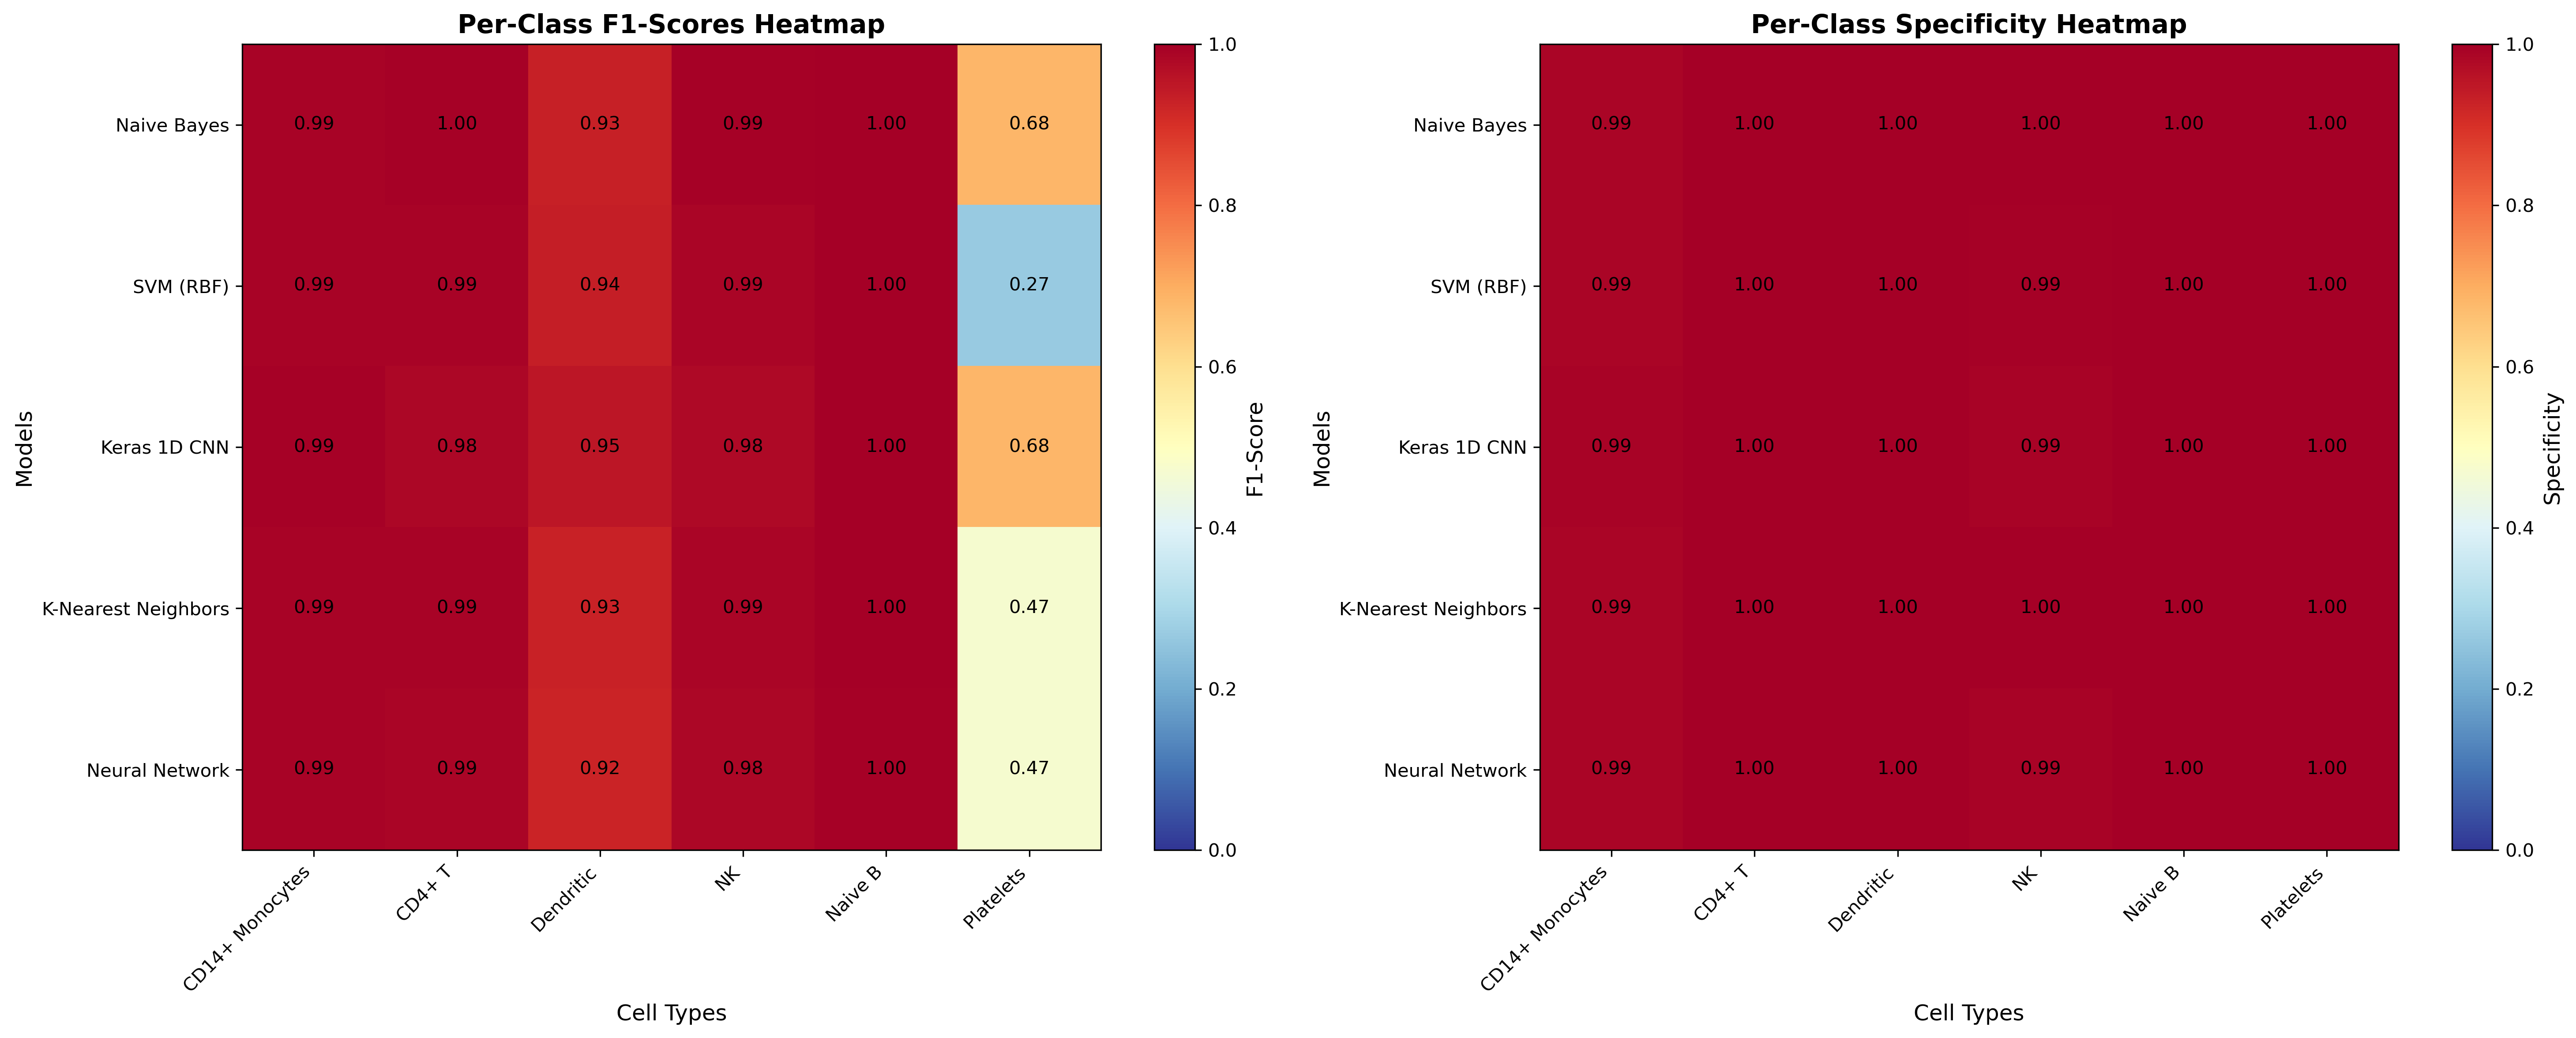 Per-Class F1-Scores Heatmap
Naive Bayes 0.99 1.00 0.93 0.99 1.00 0.68
SVM (RBF) 0.99 0.99 0.94 0.99 1.00 0.27
Keras 1D CNN 0.99 0.98 0.95 0.98 1.00 0.68
K-Nearest Neighbors 0.99 0.99 0.93 0.99 1.00 0.47
Neural Network 0.99 0.99 0.92 0.98 1.00 0.47
CD14+ Monocytes CD4+ T Dendritic NK Naive B Platelets
Cell Types
Models
1.0
0.8
0.6
0.4
0.2
0.0
F1-Score
Per-Class Specificity Heatmap
Naive Bayes 0.99 1.00 1.00 1.00 1.00 1.00
SVM (RBF) 0.99 1.00 1.00 0.99 1.00 1.00
Keras 1D CNN 0.99 1.00 1.00 0.99 1.00 1.00
K-Nearest Neighbors 0.99 1.00 1.00 1.00 1.00 1.00
Neural Network 0.99 1.00 1.00 0.99 1.00 1.00
CD14+ Monocytes CD4+ T Dendritic NK Naive B Platelets
Cell Types
Models
1.0
0.8
0.6
0.4
0.2
0.0
Specificity